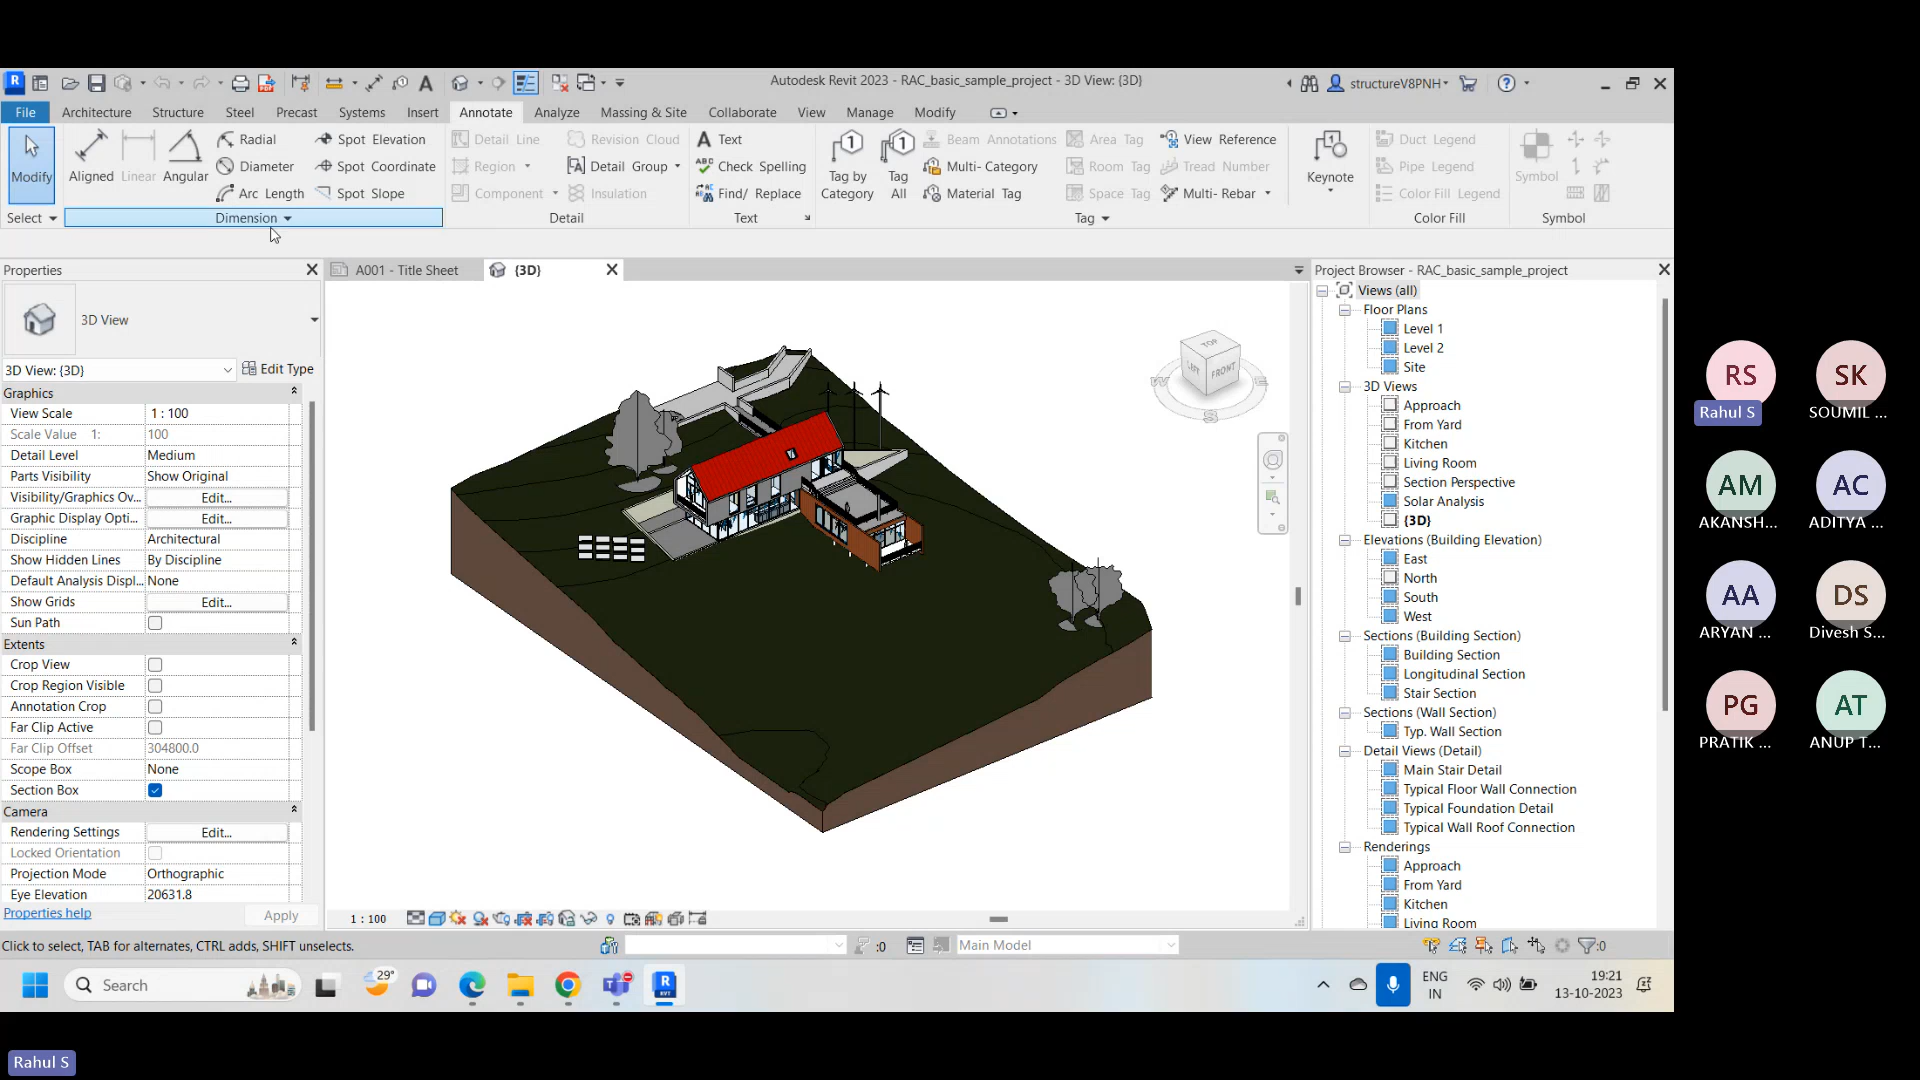 Autodesk Revit 2023 - RAC_basic_sample_project - 3D View: {3D}
structureV8PNH
File Architecture Structure Steel Precast Systems Insert Annotate Analyze Massing & Site Collaborate View Manage Modify
Modify
Aligned Linear Angular
Radial
Diameter
Arc Length
Spot Elevation
Spot Coordinate
Spot Slope
Detail Line
Region
Component
Revision Cloud
Detail Group
Insulation
Text
Check Spelling
Find/ Replace
Tag by
Category
Tag
All
Beam Annotations
Multi- Category
Material Tag
Area Tag
Room Tag
Space Tag
View Reference
Tread Number
Multi- Rebar
Keynote
Duct Legend
Pipe Legend
Color Fill Legend
Symbol
Select Dimension Detail Text Tag Color Fill Symbol
Properties
3D View
3D View: {3D} Edit Type
Graphics
View Scale 1 : 100
Scale Value 1: 100
Detail Level Medium
Parts Visibility Show Original
Visibility/Graphics Ov... Edit...
Graphic Display Opti... Edit...
Discipline Architectural
Show Hidden Lines By Discipline
Default Analysis Displ... None
Show Grids Edit...
Sun Path
Extents
Crop View
Crop Region Visible
Annotation Crop
Far Clip Active
Far Clip Offset 304800.0
Scope Box None
Section Box
Camera
Rendering Settings Edit...
Locked Orientation
Projection Mode Orthographic
Eye Elevation 20631.8
Properties help Apply
A001 - Title Sheet {3D}
TOP
LEFT FRONT
W S E
1 : 100
Project Browser - RAC_basic_sample_project
Views (all)
Floor Plans
Level 1
Level 2
Site
3D Views
Approach
From Yard
Kitchen
Living Room
Section Perspective
Solar Analysis
{3D}
Elevations (Building Elevation)
East
North
South
West
Sections (Building Section)
Building Section
Longitudinal Section
Stair Section
Sections (Wall Section)
Typ. Wall Section
Detail Views (Detail)
Main Stair Detail
Typical Floor Wall Connection
Typical Foundation Detail
Typical Wall Roof Connection
Renderings
Approach
From Yard
Kitchen
Living Room
Click to select, TAB for alternates, CTRL adds, SHIFT unselects.
:0
Main Model
:0
Search
29°
ENG
IN
19:21
13-10-2023
RS
Rahul S
SK
SOUMIL ...
AM
AKANSH...
AC
ADITYA ...
AA
ARYAN ...
DS
Divesh S...
PG
PRATIK ...
AT
ANUP T...
Rahul S